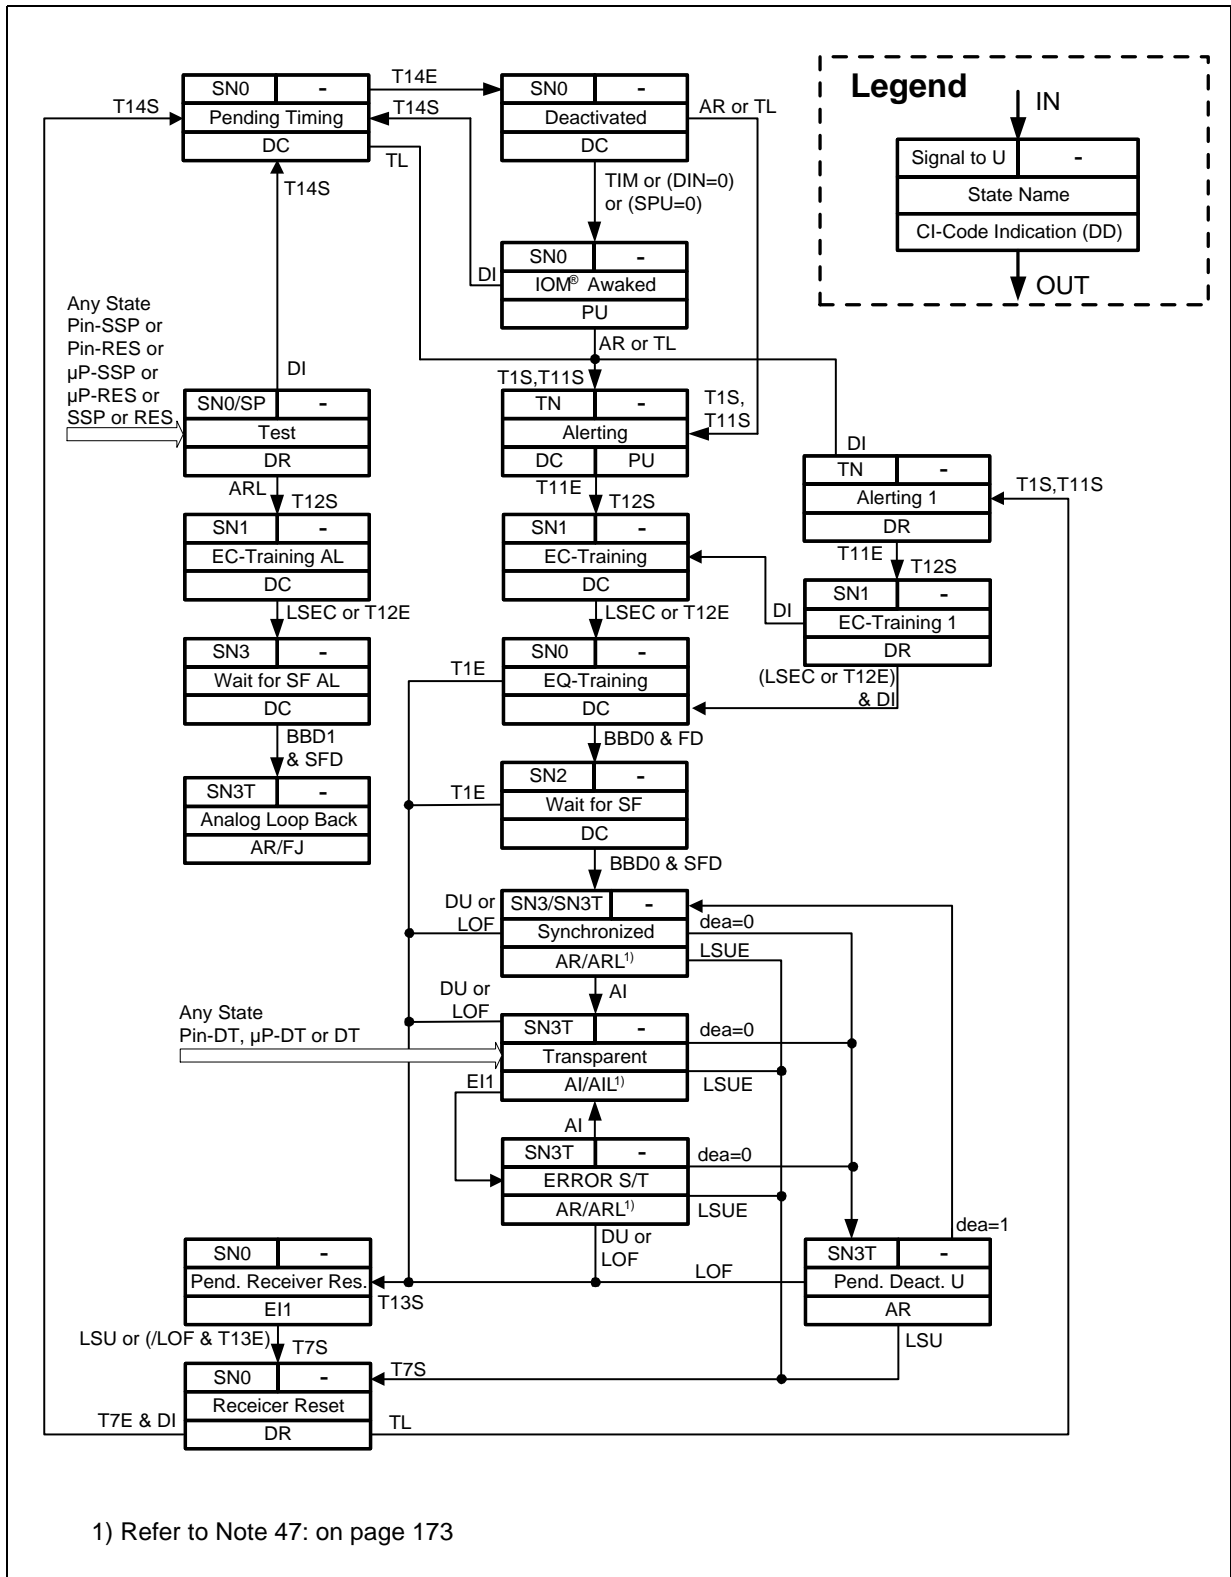 SN0 -
Pending Timing
DC
T14E
T14S
T14S
TL
T14S
SN0 -
Deactivated
DC
AR or TL
TIM or (DIN=0)
or (SPU=0)
SN0 -
IOM® Awaked
PU
DI
AR or TL
Legend
IN
Signal to U -
State Name
CI-Code Indication (DD)
OUT
Any State
Pin-SSP or
Pin-RES or
µP-SSP or
µP-RES or
SSP or RES
DI
SN0/SP -
Test
DR
ARL
T12S
T1S,T11S
TN -
Alerting
DC PU
T1S,
T11S
T11E
T12S
DI
TN -
Alerting 1
DR
T1S,T11S
T11E
T12S
SN1 -
EC-Training AL
DC
LSEC or T12E
SN1 -
EC-Training
DC
LSEC or T12E
DI
SN1 -
EC-Training 1
DR
(LSEC or T12E)
& DI
SN3 -
Wait for SF AL
DC
BBD1
& SFD
T1E
SN0 -
EQ-Training
DC
BBD0 & FD
SN3T -
Analog Loop Back
AR/FJ
T1E
SN2 -
Wait for SF
DC
BBD0 & SFD
DU or
LOF
SN3/SN3T -
Synchronized
AR/ARL1)
dea=0
LSUE
AI
DU or
LOF
Any State
Pin-DT, µP-DT or DT
SN3T -
Transparent
AI/AIL1)
dea=0
LSUE
EI1
AI
SN3T -
ERROR S/T
AR/ARL1)
dea=0
LSUE
DU or
LOF
dea=1
SN0 -
Pend. Receiver Res.
EI1
T13S
LOF
SN3T -
Pend. Deact. U
AR
LSU
LSU or (/LOF & T13E)
T7S
SN0 -
Receicer Reset
DR
T7S
T7E & DI
TL
1) Refer to Note 47: on page 173